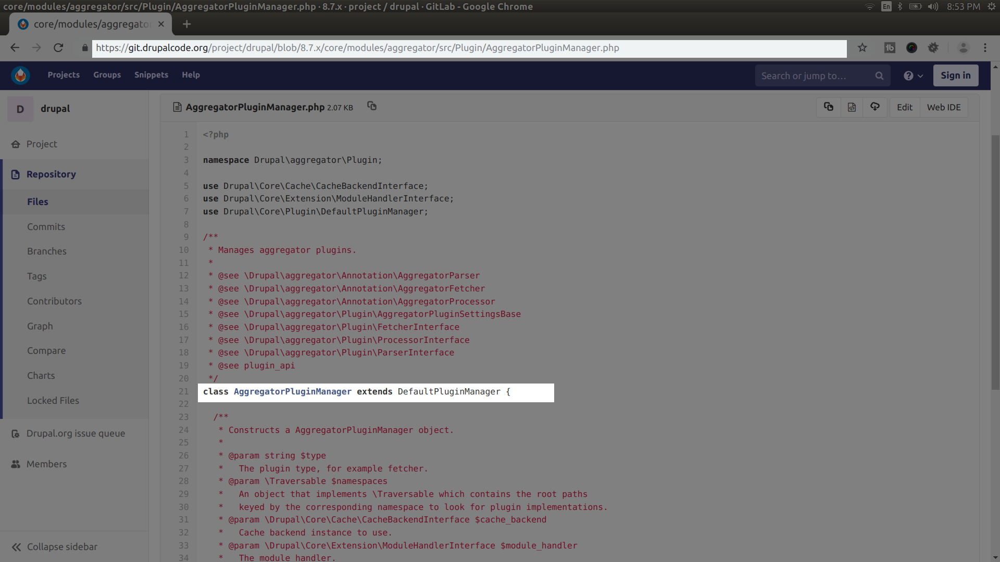 core/modules/aggregator/src/Plugin/AggregatorPluginManager.php · 8.7.x · project / drupal · GitLab - Google Chrome
En
8:53 PM
core/modules/aggregato
https://git.drupalcode.org/project/drupal/blob/8.7.x/core/modules/aggregator/src/Plugin/AggregatorPluginManager.php
Projects Groups Snippets Help
Search or jump to…
Sign in
D drupal
Project
Repository
Files
Commits
Branches
Tags
Contributors
Graph
Compare
Charts
Locked Files
Drupal.org issue queue
Members
Collapse sidebar
AggregatorPluginManager.php 2.07 KB
Edit Web IDE
1 <?php
2
3 namespace Drupal\aggregator\Plugin;
4
5 use Drupal\Core\Cache\CacheBackendInterface;
6 use Drupal\Core\Extension\ModuleHandlerInterface;
7 use Drupal\Core\Plugin\DefaultPluginManager;
8
9 /**
10 * Manages aggregator plugins.
11 *
12 * @see \Drupal\aggregator\Annotation\AggregatorParser
13 * @see \Drupal\aggregator\Annotation\AggregatorFetcher
14 * @see \Drupal\aggregator\Annotation\AggregatorProcessor
15 * @see \Drupal\aggregator\Plugin\AggregatorPluginSettingsBase
16 * @see \Drupal\aggregator\Plugin\FetcherInterface
17 * @see \Drupal\aggregator\Plugin\ProcessorInterface
18 * @see \Drupal\aggregator\Plugin\ParserInterface
19 * @see plugin_api
20 */
21 class AggregatorPluginManager extends DefaultPluginManager {
22
23 /**
24 * Constructs a AggregatorPluginManager object.
25 *
26 * @param string $type
27 * The plugin type, for example fetcher.
28 * @param \Traversable $namespaces
29 * An object that implements \Traversable which contains the root paths
30 * keyed by the corresponding namespace to look for plugin implementations.
31 * @param \Drupal\Core\Cache\CacheBackendInterface $cache_backend
32 * Cache backend instance to use.
33 * @param \Drupal\Core\Extension\ModuleHandlerInterface $module_handler
34 * The module handler.